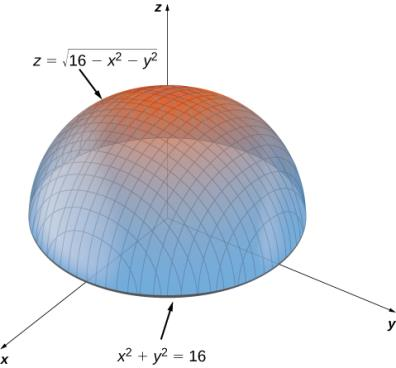 z
z = √16 − x² − y²
y
x
x² + y² = 16